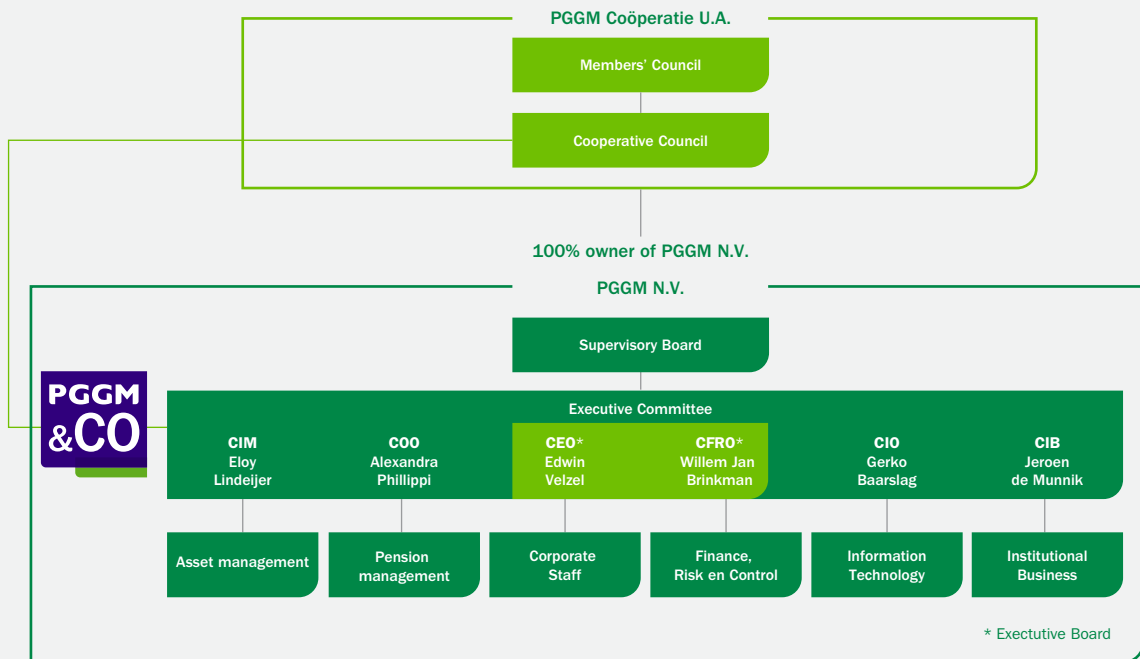 PGGM Coöperatie U.A.
Members' Council
Cooperative Council
100% owner of PGGM N.V.
PGGM N.V.
Supervisory Board
PGGM
&CO
Executive Committee
CIM
Eloy
Lindeijer
COO
Alexandra
Phillippi
CEO*
Edwin
Velzel
CFRO*
Willem Jan
Brinkman
CIO
Gerko
Baarslag
CIB
Jeroen
de Munnik
Asset management
Pension
management
Corporate
Staff
Finance,
Risk en Control
Information
Technology
Institutional
Business
* Exectutive Board